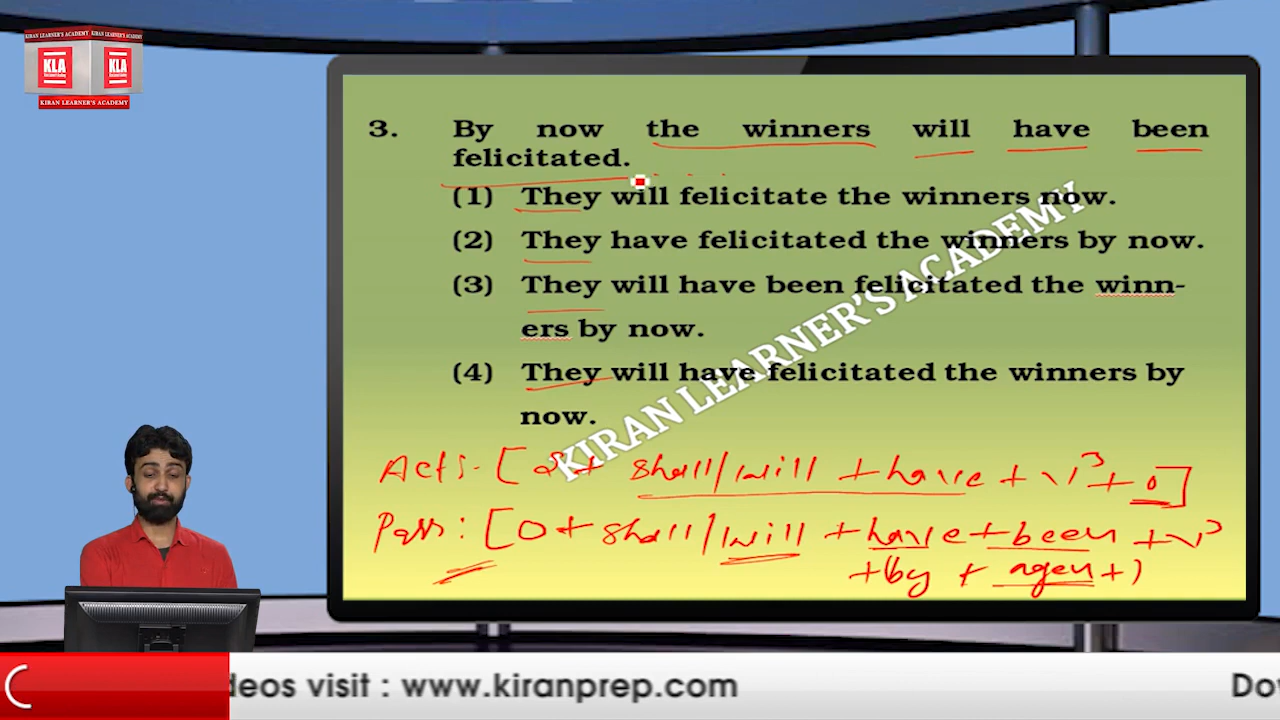 KIRAN LEARNER'S ACADEMY KIRAN LEARNER'S ACADEMY
KLA KLA
KIRAN LEARNER'S ACADEMY
3. By now the winners will have been
felicitated.
(1) They will felicitate the winners now.
(2) They have felicitated the winners by now.
(3) They will have been felicitated the winn-
ers by now.
(4) They will have felicitated the winners by
now.
KIRAN LEARNER'S ACADEMY
shall/will + have + V3 + O]
Pass: [O + shall/will + have + been + V3
+ by + agent)
deos visit : www.kiranprep.com
Dov